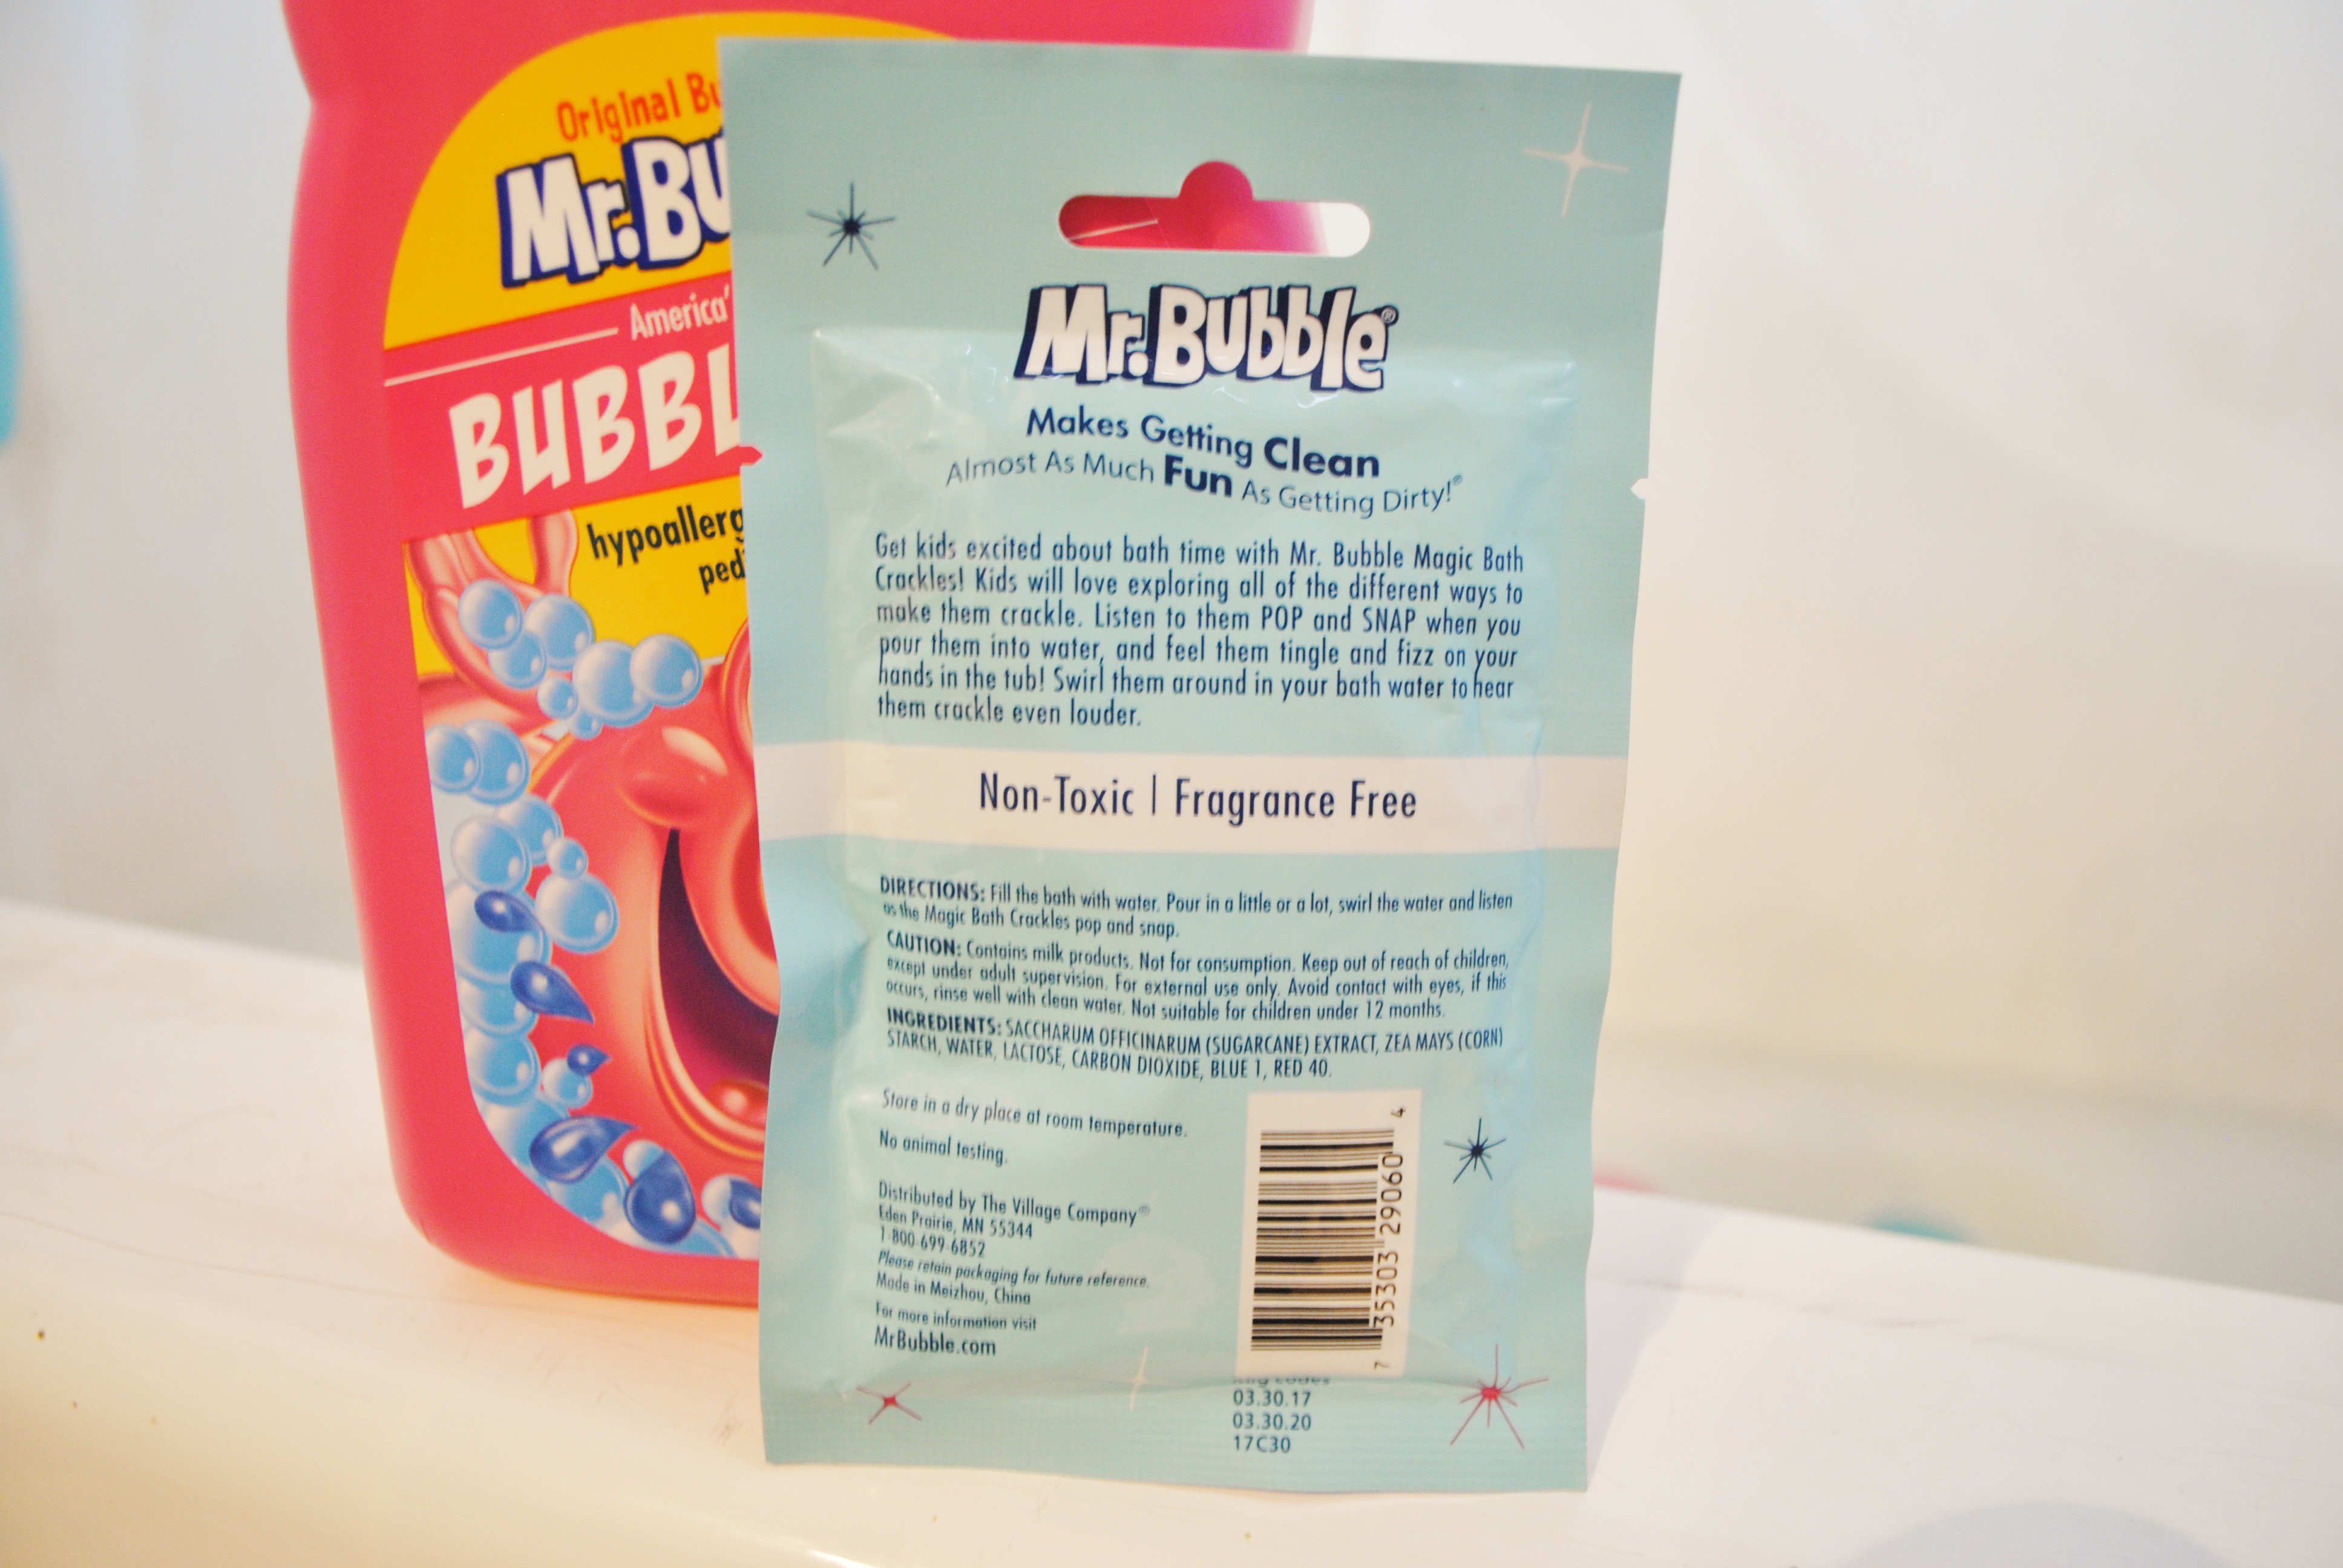 Original Bu
Mr.Bu
America'
BUBBL
hypoallerg
pedi
Mr.Bubble®
Makes Getting Clean
Almost As Much Fun As Getting Dirty!®
Get kids excited about bath time with Mr. Bubble Magic Bath
Crackles! Kids will love exploring all of the different ways to
make them crackle. Listen to them POP and SNAP when you
pour them into water, and feel them tingle and fizz on your
hands in the tub! Swirl them around in your bath water to hear
them crackle even louder.
Non-Toxic | Fragrance Free
DIRECTIONS: Fill the bath with water. Pour in a little or a lot, swirl the water and listen
as the Magic Bath Crackles pop and snap.
CAUTION: Contains milk products. Not for consumption. Keep out of reach of children,
except under adult supervision. For external use only. Avoid contact with eyes, if this
occurs, rinse well with clean water. Not suitable for children under 12 months.
INGREDIENTS: SACCHARUM OFFICINARUM (SUGARCANE) EXTRACT, ZEA MAYS (CORN)
STARCH, WATER, LACTOSE, CARBON DIOXIDE, BLUE 1, RED 40.
Store in a dry place at room temperature.
No animal testing.
Distributed by The Village Company®
Eden Prairie, MN 55344
1-800-699-6852
Please retain packaging for future reference.
Made in Meizhou, China
For more information visit
MrBubble.com
7 35303 29060 4
03.30.17
03.30.20
17C30